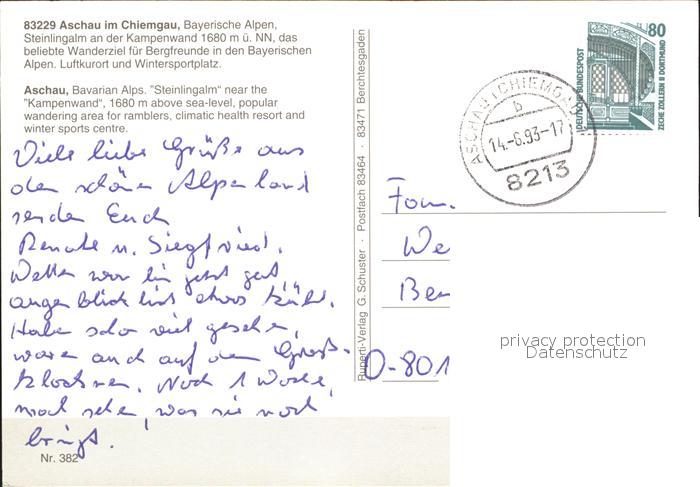 83229 Aschau im Chiemgau, Bayerische Alpen,
Steinlingalm an der Kampenwand 1680 m ü. NN, das
beliebte Wanderziel für Bergfreunde in den Bayerischen
Alpen. Luftkurort und Wintersportplatz.
Aschau, Bavarian Alps. "Steinlingalm" near the
"Kampenwand", 1680 m above sea-level, popular
wandering area for ramblers, climatic health resort and
winter sports centre.
Viele liebe Grüße aus
dem schönen Alpenland
senden Euch
Renate u. Siegfried.
Wetter war bis jetzt gut
augenblicklich etwas kühl.
Habe schon viel gesehen,
waren auch auf dem Groß-
klockner. Noch 1 Woche,
mal sehen, was sie noch
bringt.
Nr. 382
Ruperti-Verlag G. Schuster · Postfach 83464 · 83471 Berchtesgaden
ASCHAU I CHIEMGAU
b
14.-6.93-17
8213
80
DEUTSCHE BUNDESPOST
ZECHE ZOLLERN II DORTMUND
Fam.
We
Ber
O-801
privacy protection
Datenschutz